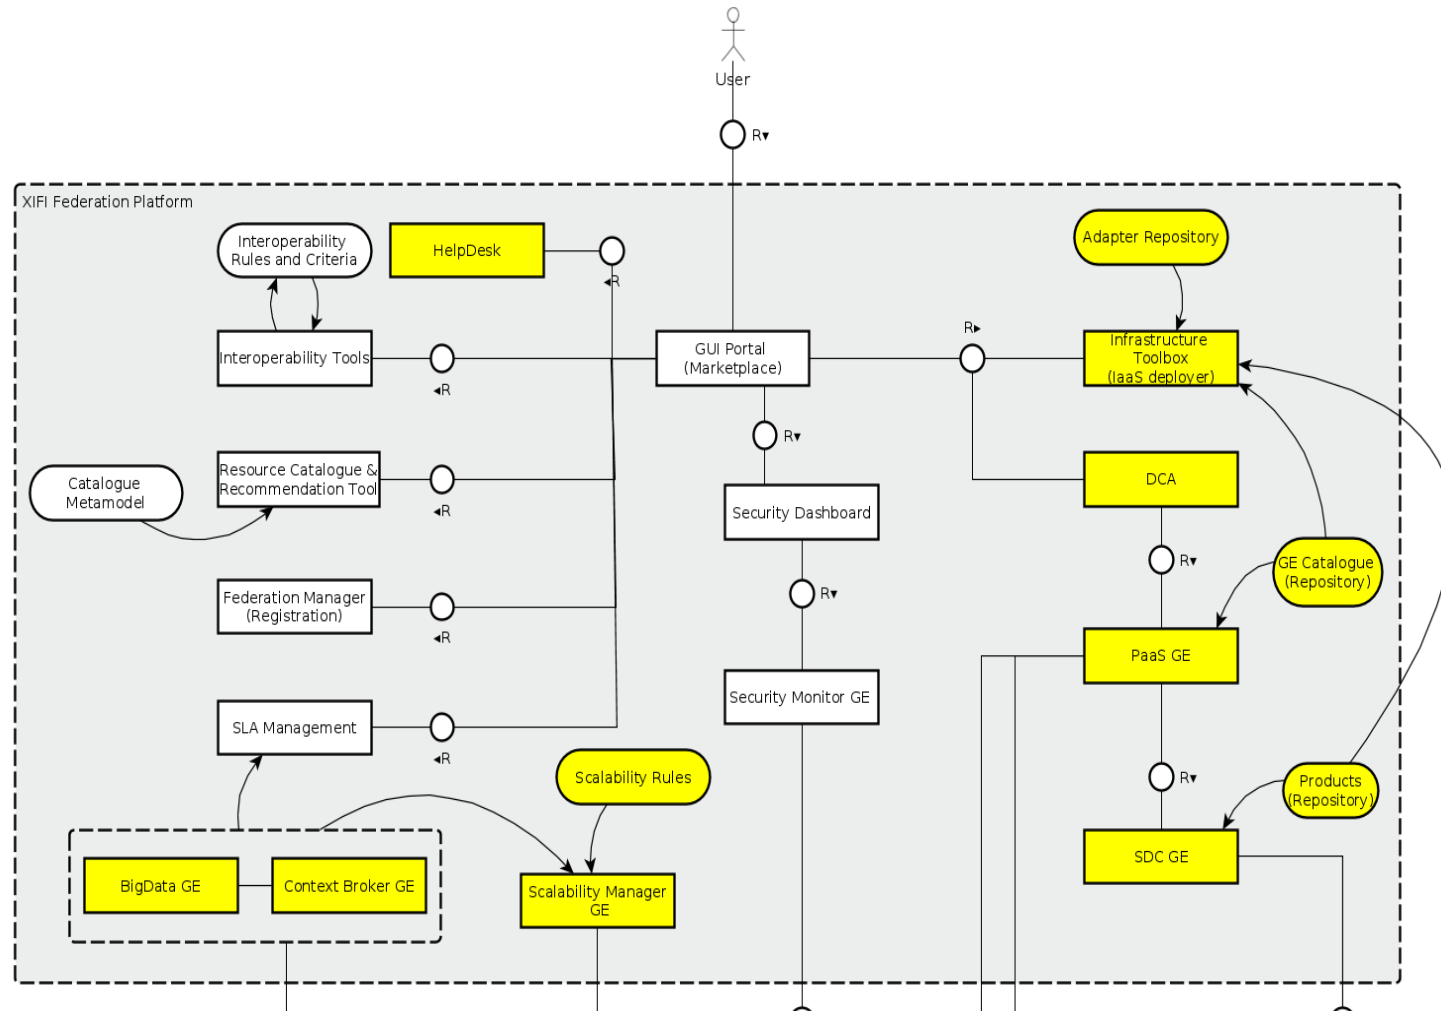 User
R▾
XIFI Federation Platform
Interoperability
Rules and Criteria
HelpDesk
◂R
Adapter Repository
Interoperability Tools
◂R
GUI Portal
(Marketplace)
R▸
Infrastructure
Toolbox
(IaaS deployer)
R▾
Resource Catalogue &
Recommendation Tool
◂R
Catalogue
Metamodel
Security Dashboard
DCA
R▾
GE Catalogue
(Repository)
Federation Manager
(Registration)
◂R
R▾
PaaS GE
Security Monitor GE
SLA Management
◂R
Scalability Rules
R▾
Products
(Repository)
SDC GE
BigData GE
Context Broker GE
Scalability Manager
GE